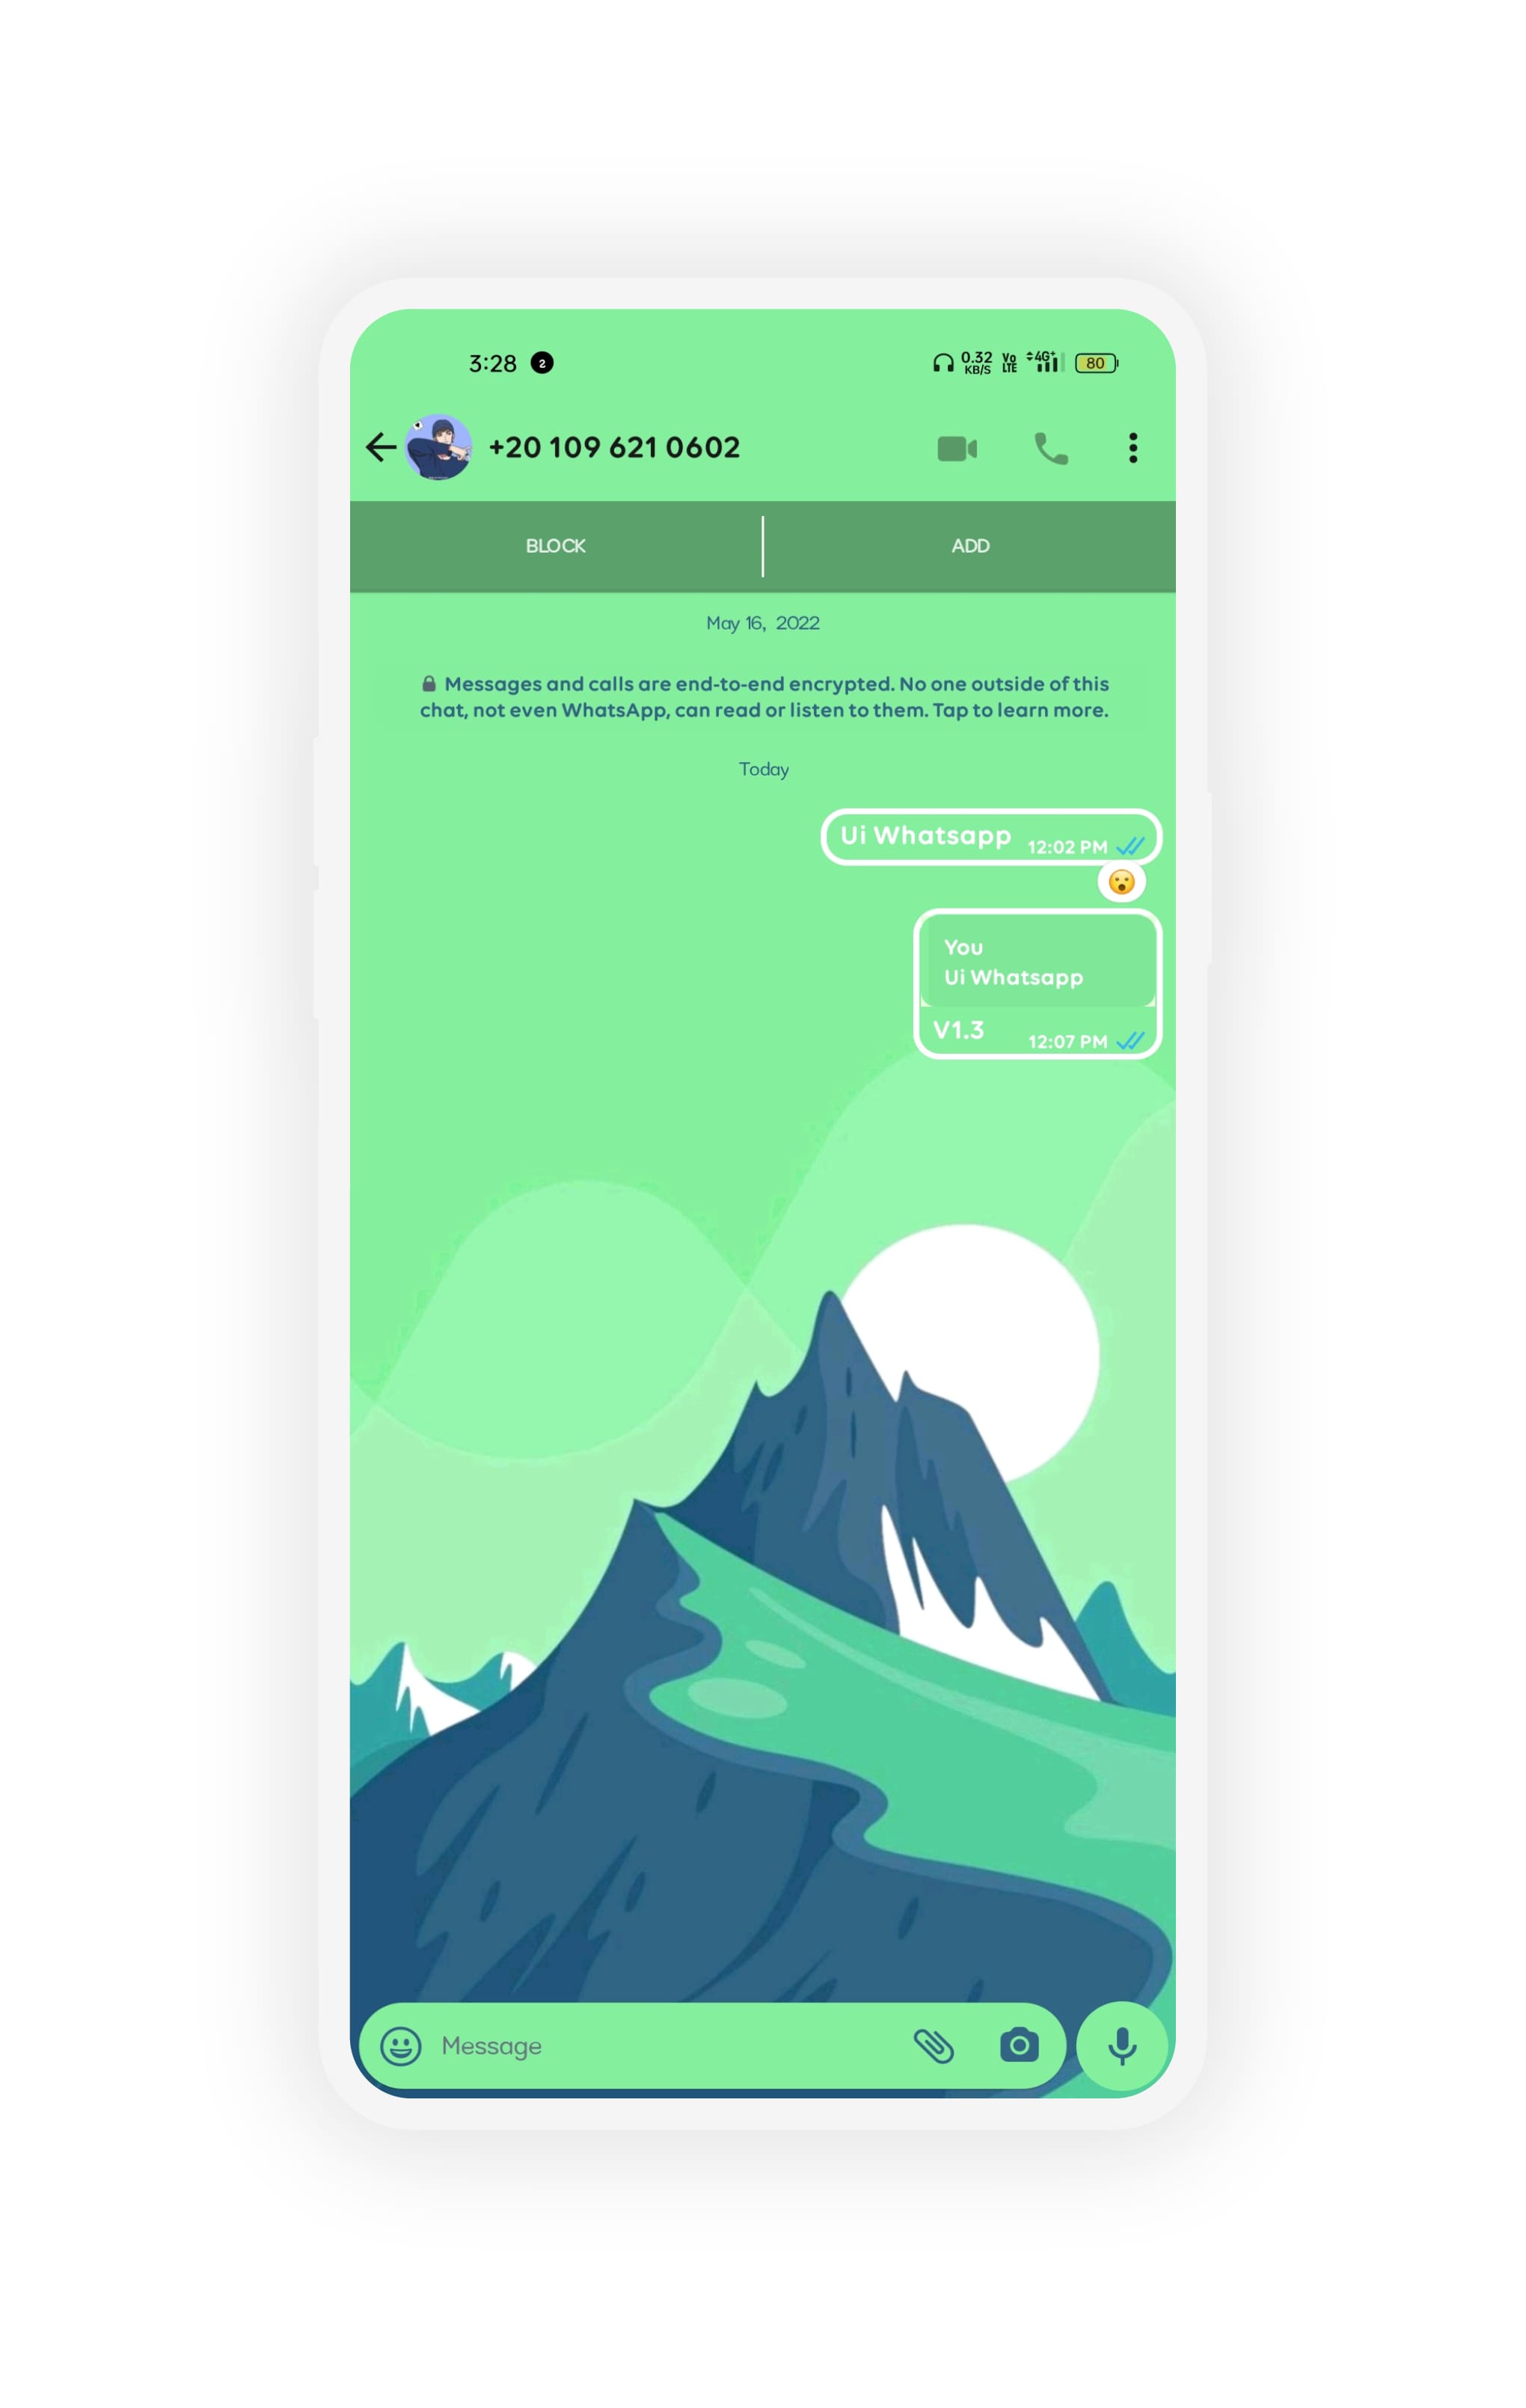 3:28 2 0.32 KB/S Vo LTE 4G+ 80
+20 109 621 0602
BLOCK ADD
May 16, 2022
Messages and calls are end-to-end encrypted. No one outside of this
chat, not even WhatsApp, can read or listen to them. Tap to learn more.
Today
Ui Whatsapp 12:02 PM
You
Ui Whatsapp
V1.3 12:07 PM
Message